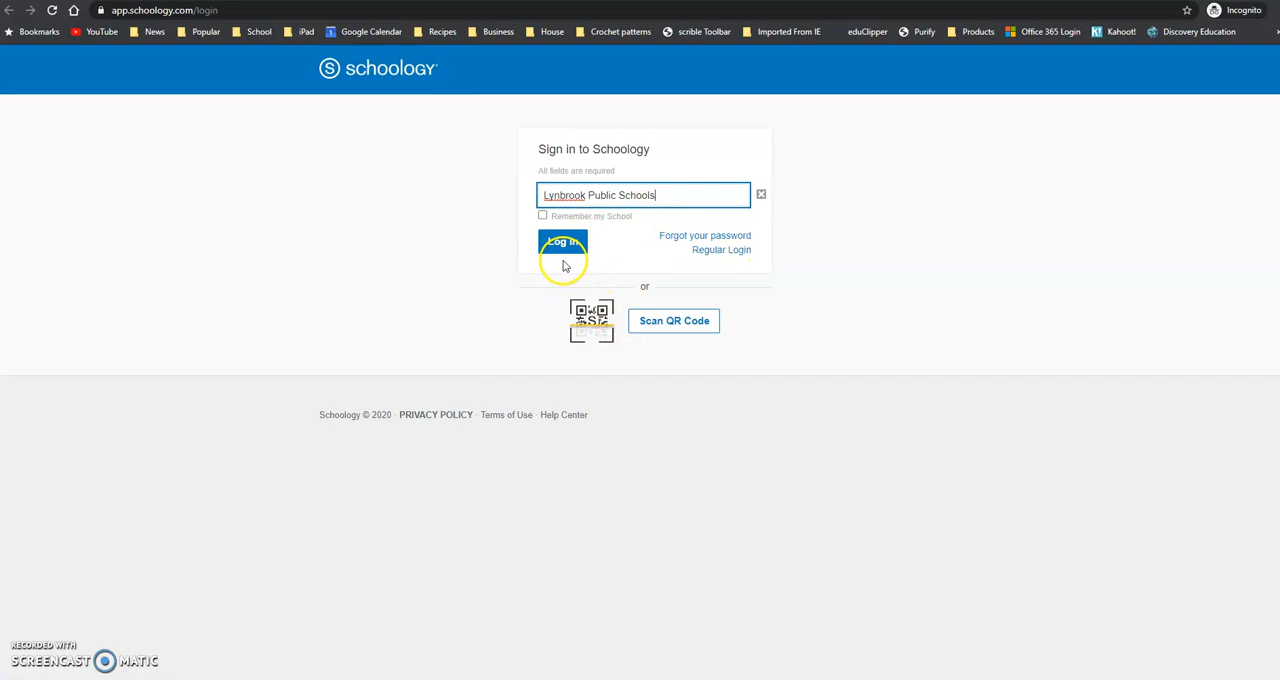 app.schoology.com/login
Incognito
Bookmarks YouTube News Popular School iPad Google Calendar Recipes Business House Crochet patterns scrible Toolbar Imported From IE eduClipper Purify Products Office 365 Login Kahoot! Discovery Education
schoology
Sign in to Schoology
All fields are required
Lynbrook Public Schools
Remember my School
Log in
Forgot your password
Regular Login
or
Scan QR Code
Schoology © 2020 · PRIVACY POLICY · Terms of Use · Help Center
RECORDED WITH
SCREENCAST MATIC